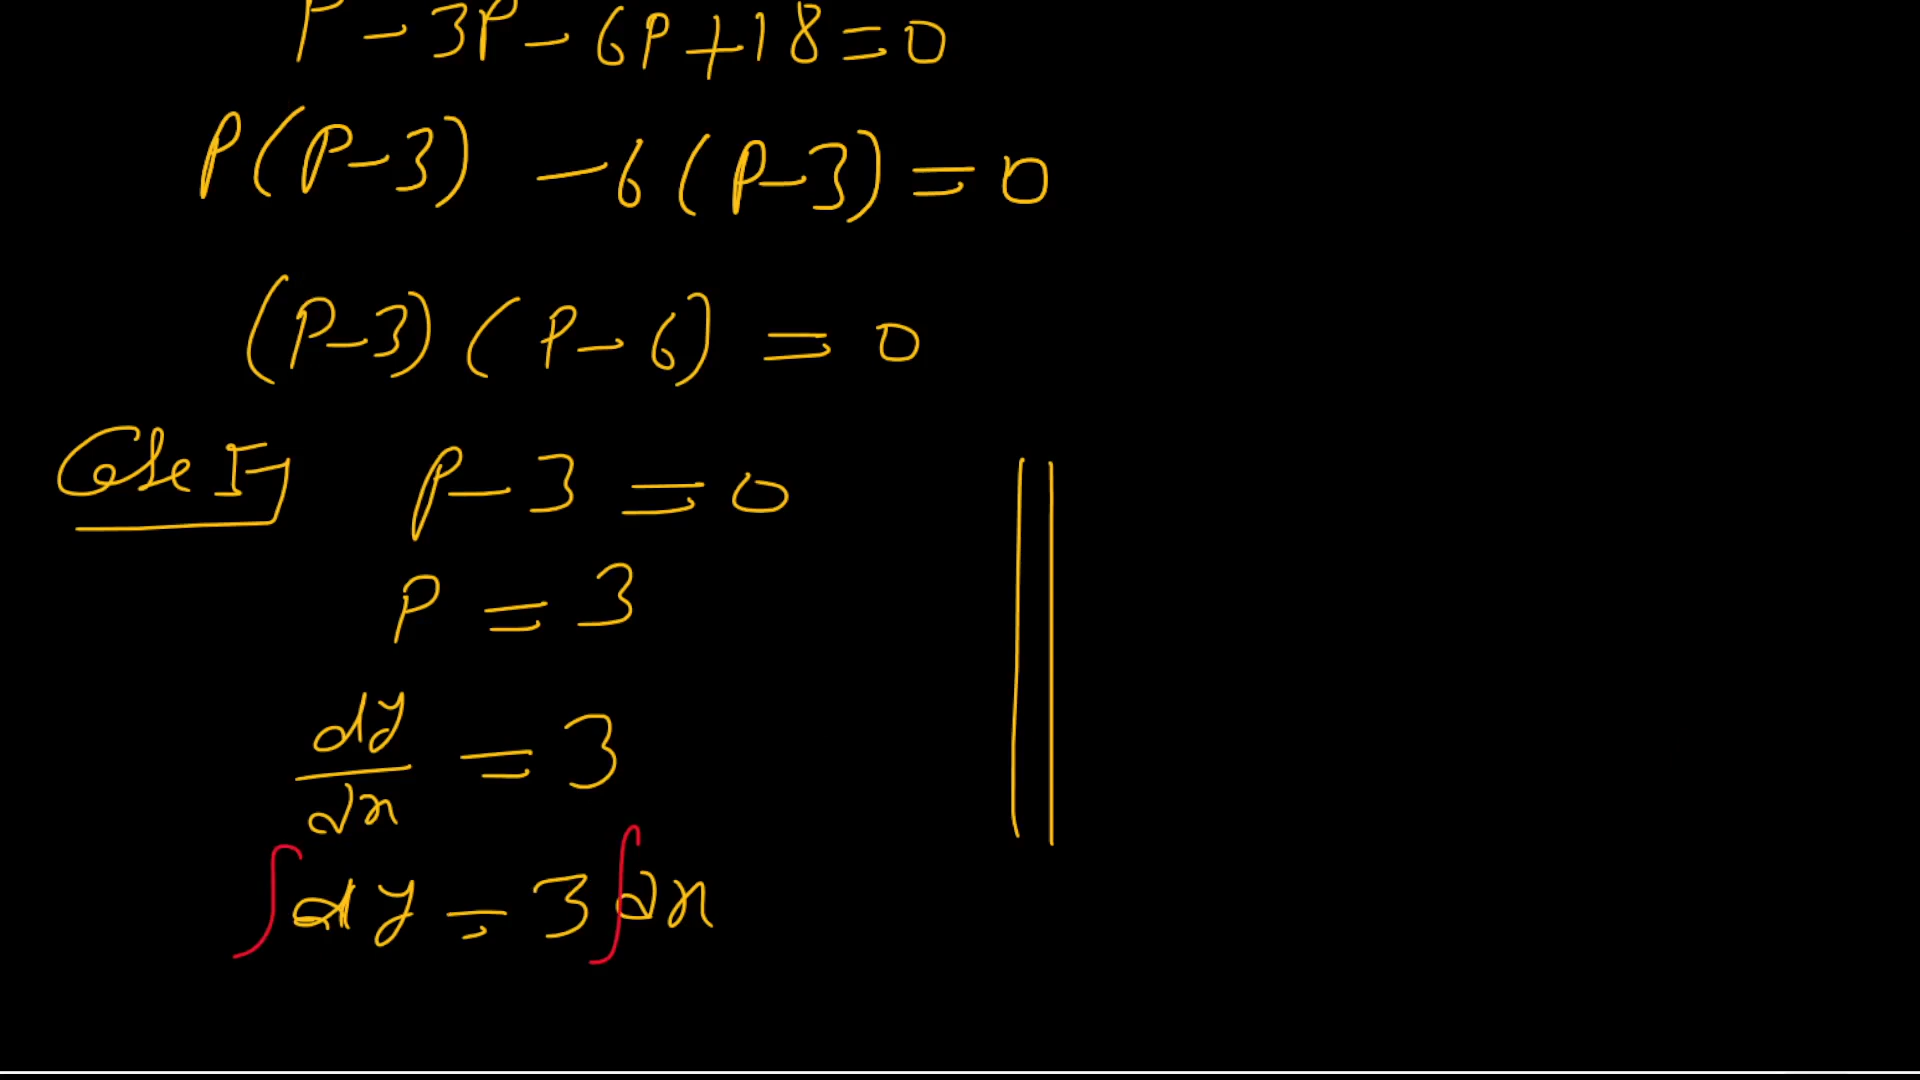 P - 3P - 6P + 18 = 0
P(P-3) - 6(P-3) = 0
(P-3)(P-6) = 0
Case I P - 3 = 0
P = 3
dy/dx = 3
∫dy = 3∫dx